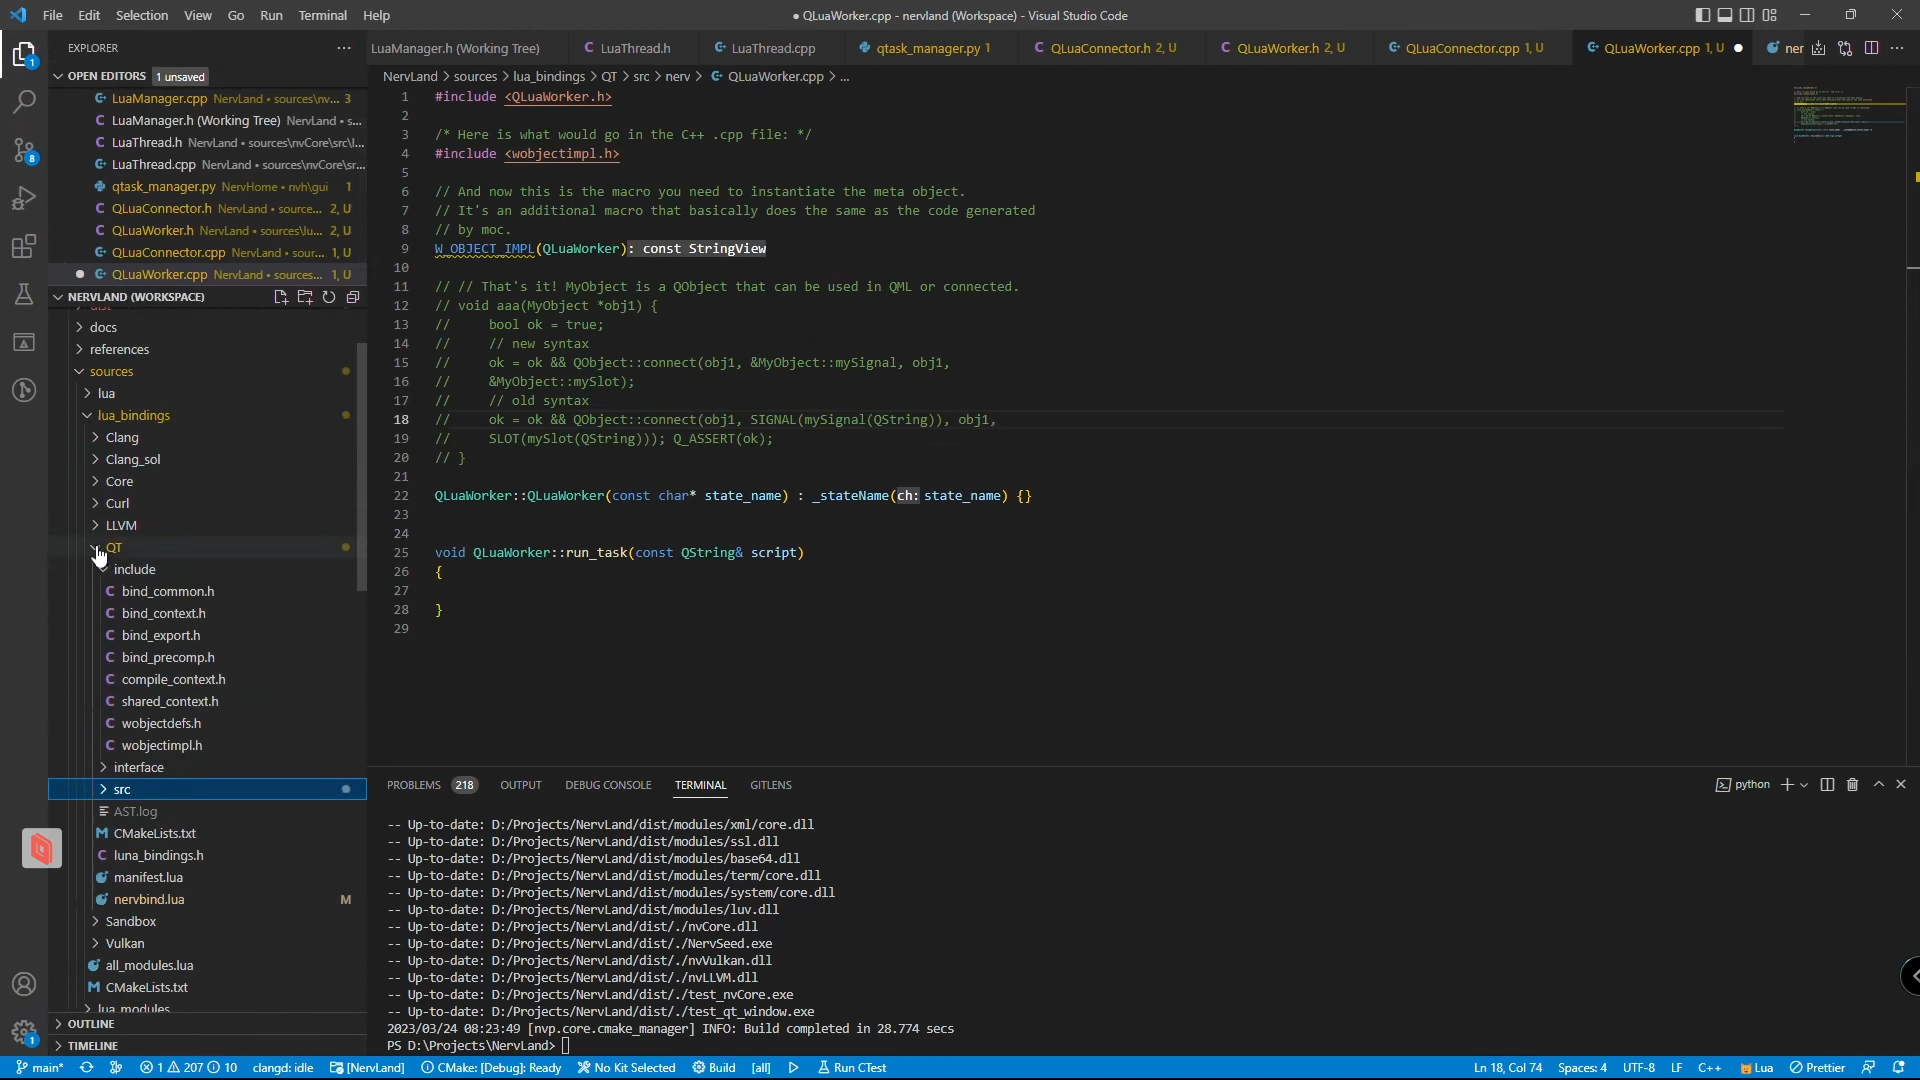 File Edit Selection View Go Run Terminal Help
● QLuaWorker.cpp - nervland (Workspace) - Visual Studio Code
EXPLORER
OPEN EDITORS 1 unsaved
LuaManager.cpp NervLand • sources\nv... 3
LuaManager.h (Working Tree) NervLand • s...
LuaThread.h NervLand • sources\nvCore\src\l...
LuaThread.cpp NervLand • sources\nvCore\sr...
qtask_manager.py NervHome • nvh\gui 1
QLuaConnector.h NervLand • source... 2, U
QLuaWorker.h NervLand • sources\lu... 2, U
QLuaConnector.cpp NervLand • sour... 1, U
QLuaWorker.cpp NervLand • sources... 1, U
NERVLAND (WORKSPACE)
docs
references
sources
lua
lua_bindings
Clang
Clang_sol
Core
Curl
LLVM
QT
include
bind_common.h
bind_context.h
bind_export.h
bind_precomp.h
compile_context.h
shared_context.h
wobjectdefs.h
wobjectimpl.h
interface
src
AST.log
CMakeLists.txt
luna_bindings.h
manifest.lua
nervbind.lua M
Sandbox
Vulkan
all_modules.lua
CMakeLists.txt
lua_modules
OUTLINE
TIMELINE
LuaManager.h (Working Tree) LuaThread.h LuaThread.cpp qtask_manager.py 1 QLuaConnector.h 2, U QLuaWorker.h 2, U QLuaConnector.cpp 1, U QLuaWorker.cpp 1, U ● ner
NervLand > sources > lua_bindings > QT > src > nerv > QLuaWorker.cpp > ...
1 #include <QLuaWorker.h>
2
3 /* Here is what would go in the C++ .cpp file: */
4 #include <wobjectimpl.h>
5
6 // And now this is the macro you need to instantiate the meta object.
7 // It's an additional macro that basically does the same as the code generated
8 // by moc.
9 W_OBJECT_IMPL(QLuaWorker): const StringView
10
11 // // That's it! MyObject is a QObject that can be used in QML or connected.
12 // void aaa(MyObject *obj1) {
13 //     bool ok = true;
14 //     // new syntax
15 //     ok = ok && QObject::connect(obj1, &MyObject::mySignal, obj1,
16 //     &MyObject::mySlot);
17 //     // old syntax
18 //     ok = ok && QObject::connect(obj1, SIGNAL(mySignal(QString)), obj1,
19 //     SLOT(mySlot(QString))); Q_ASSERT(ok);
20 // }
21
22 QLuaWorker::QLuaWorker(const char* state_name) : _stateName(ch: state_name) {}
23
24
25 void QLuaWorker::run_task(const QString& script)
26 {
27
28 }
29
PROBLEMS 218 OUTPUT DEBUG CONSOLE TERMINAL GITLENS
python
-- Up-to-date: D:/Projects/NervLand/dist/modules/xml/core.dll
-- Up-to-date: D:/Projects/NervLand/dist/modules/ssl.dll
-- Up-to-date: D:/Projects/NervLand/dist/modules/base64.dll
-- Up-to-date: D:/Projects/NervLand/dist/modules/term/core.dll
-- Up-to-date: D:/Projects/NervLand/dist/modules/system/core.dll
-- Up-to-date: D:/Projects/NervLand/dist/modules/luv.dll
-- Up-to-date: D:/Projects/NervLand/dist/./nvCore.dll
-- Up-to-date: D:/Projects/NervLand/dist/./NervSeed.exe
-- Up-to-date: D:/Projects/NervLand/dist/./nvVulkan.dll
-- Up-to-date: D:/Projects/NervLand/dist/./nvLLVM.dll
-- Up-to-date: D:/Projects/NervLand/dist/./test_nvCore.exe
-- Up-to-date: D:/Projects/NervLand/dist/./test_qt_window.exe
2023/03/24 08:23:49 [nvp.core.cmake_manager] INFO: Build completed in 28.774 secs
PS D:\Projects\NervLand>
main* 1 207 10 clangd: idle [NervLand] CMake: [Debug]: Ready No Kit Selected Build [all] Run CTest Ln 18, Col 74 Spaces: 4 UTF-8 LF C++ Lua Prettier